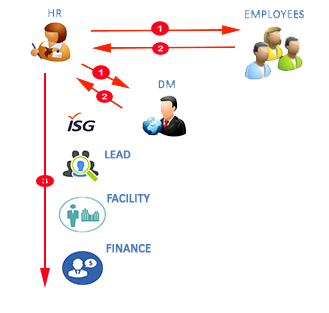 HR
EMPLOYEES
1
2
1
2
DM
ISG
LEAD
3
FACILITY
FINANCE
$